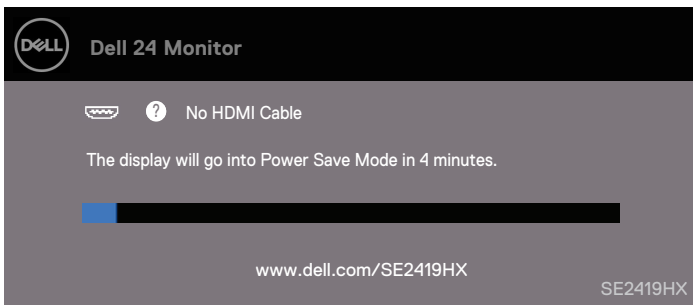 DELL
Dell 24 Monitor
? No HDMI Cable
The display will go into Power Save Mode in 4 minutes.
www.dell.com/SE2419HX
SE2419HX